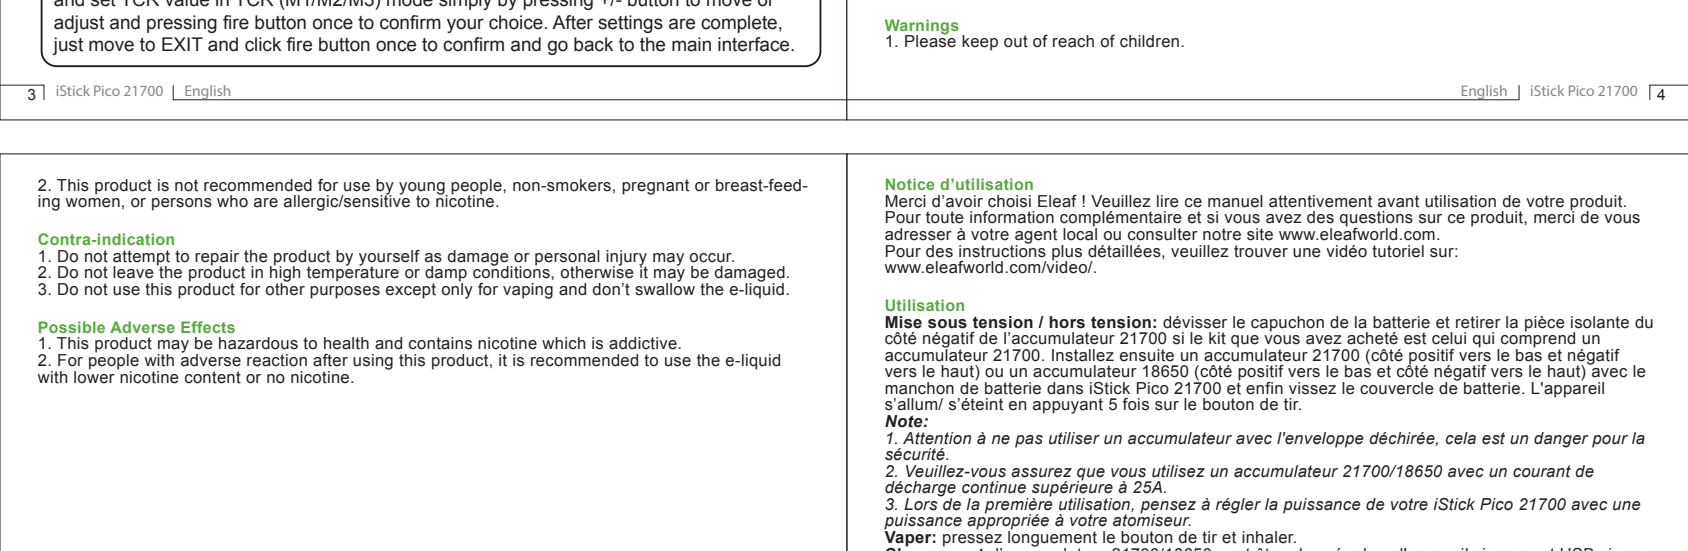 and set TCR value in TCR (M1/M2/M3) mode simply by pressing +/- button to move or
adjust and pressing fire button once to confirm your choice. After settings are complete,
just move to EXIT and click fire button once to confirm and go back to the main interface.
3 iStick Pico 21700 | English
Warnings
1. Please keep out of reach of children.
English | iStick Pico 21700 4
2. This product is not recommended for use by young people, non-smokers, pregnant or breast-feed-
ing women, or persons who are allergic/sensitive to nicotine.
Contra-indication
1. Do not attempt to repair the product by yourself as damage or personal injury may occur.
2. Do not leave the product in high temperature or damp conditions, otherwise it may be damaged.
3. Do not use this product for other purposes except only for vaping and don’t swallow the e-liquid.
Possible Adverse Effects
1. This product may be hazardous to health and contains nicotine which is addictive.
2. For people with adverse reaction after using this product, it is recommended to use the e-liquid
with lower nicotine content or no nicotine.
Notice d’utilisation
Merci d’avoir choisi Eleaf ! Veuillez lire ce manuel attentivement avant utilisation de votre produit.
Pour toute information complémentaire et si vous avez des questions sur ce produit, merci de vous
adresser à votre agent local ou consulter notre site www.eleafworld.com.
Pour des instructions plus détaillées, veuillez trouver une vidéo tutoriel sur:
www.eleafworld.com/video/.
Utilisation
Mise sous tension / hors tension: dévisser le capuchon de la batterie et retirer la pièce isolante du
côté négatif de l’accumulateur 21700 si le kit que vous avez acheté est celui qui comprend un
accumulateur 21700. Installez ensuite un accumulateur 21700 (côté positif vers le bas et négatif
vers le haut) ou un accumulateur 18650 (côté positif vers le bas et côté négatif vers le haut) avec le
manchon de batterie dans iStick Pico 21700 et enfin vissez le couvercle de batterie. L'appareil
s’allum/ s’éteint en appuyant 5 fois sur le bouton de tir.
Note:
1. Attention à ne pas utiliser un accumulateur avec l'enveloppe déchirée, cela est un danger pour la
sécurité.
2. Veuillez-vous assurez que vous utilisez un accumulateur 21700/18650 avec un courant de
décharge continue supérieure à 25A.
3. Lors de la première utilisation, pensez à régler la puissance de votre iStick Pico 21700 avec une
puissance appropriée à votre atomiseur.
Vaper: pressez longuement le bouton de tir et inhaler.